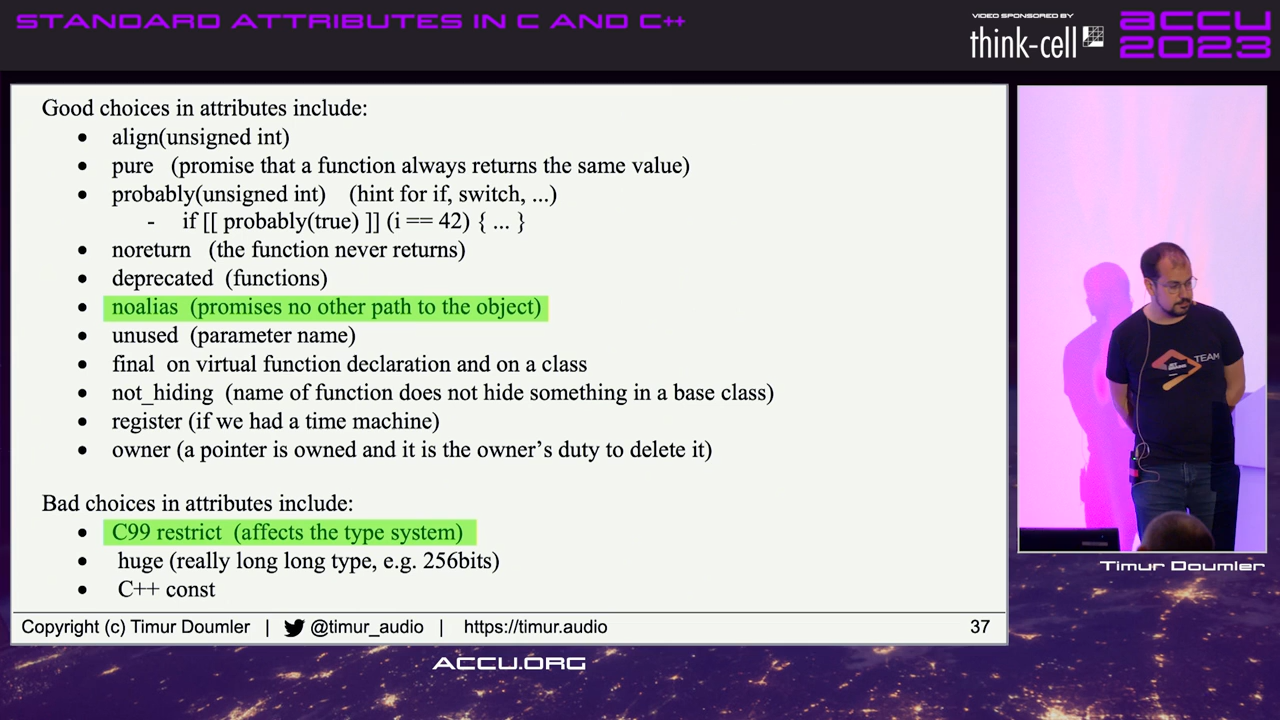 STANDARD ATTRIBUTES IN C AND C++
VIDEO SPONSORED BY
think-cell
ACCU
2023
Good choices in attributes include:
• align(unsigned int)
• pure (promise that a function always returns the same value)
• probably(unsigned int) (hint for if, switch, ...)
- if [[ probably(true) ]] (i == 42) { ... }
• noreturn (the function never returns)
• deprecated (functions)
• noalias (promises no other path to the object)
• unused (parameter name)
• final on virtual function declaration and on a class
• not_hiding (name of function does not hide something in a base class)
• register (if we had a time machine)
• owner (a pointer is owned and it is the owner's duty to delete it)
Bad choices in attributes include:
• C99 restrict (affects the type system)
• huge (really long long type, e.g. 256bits)
• C++ const
Copyright (c) Timur Doumler | @timur_audio | https://timur.audio 37
TEAM
Timur Doumler
ACCU.ORG